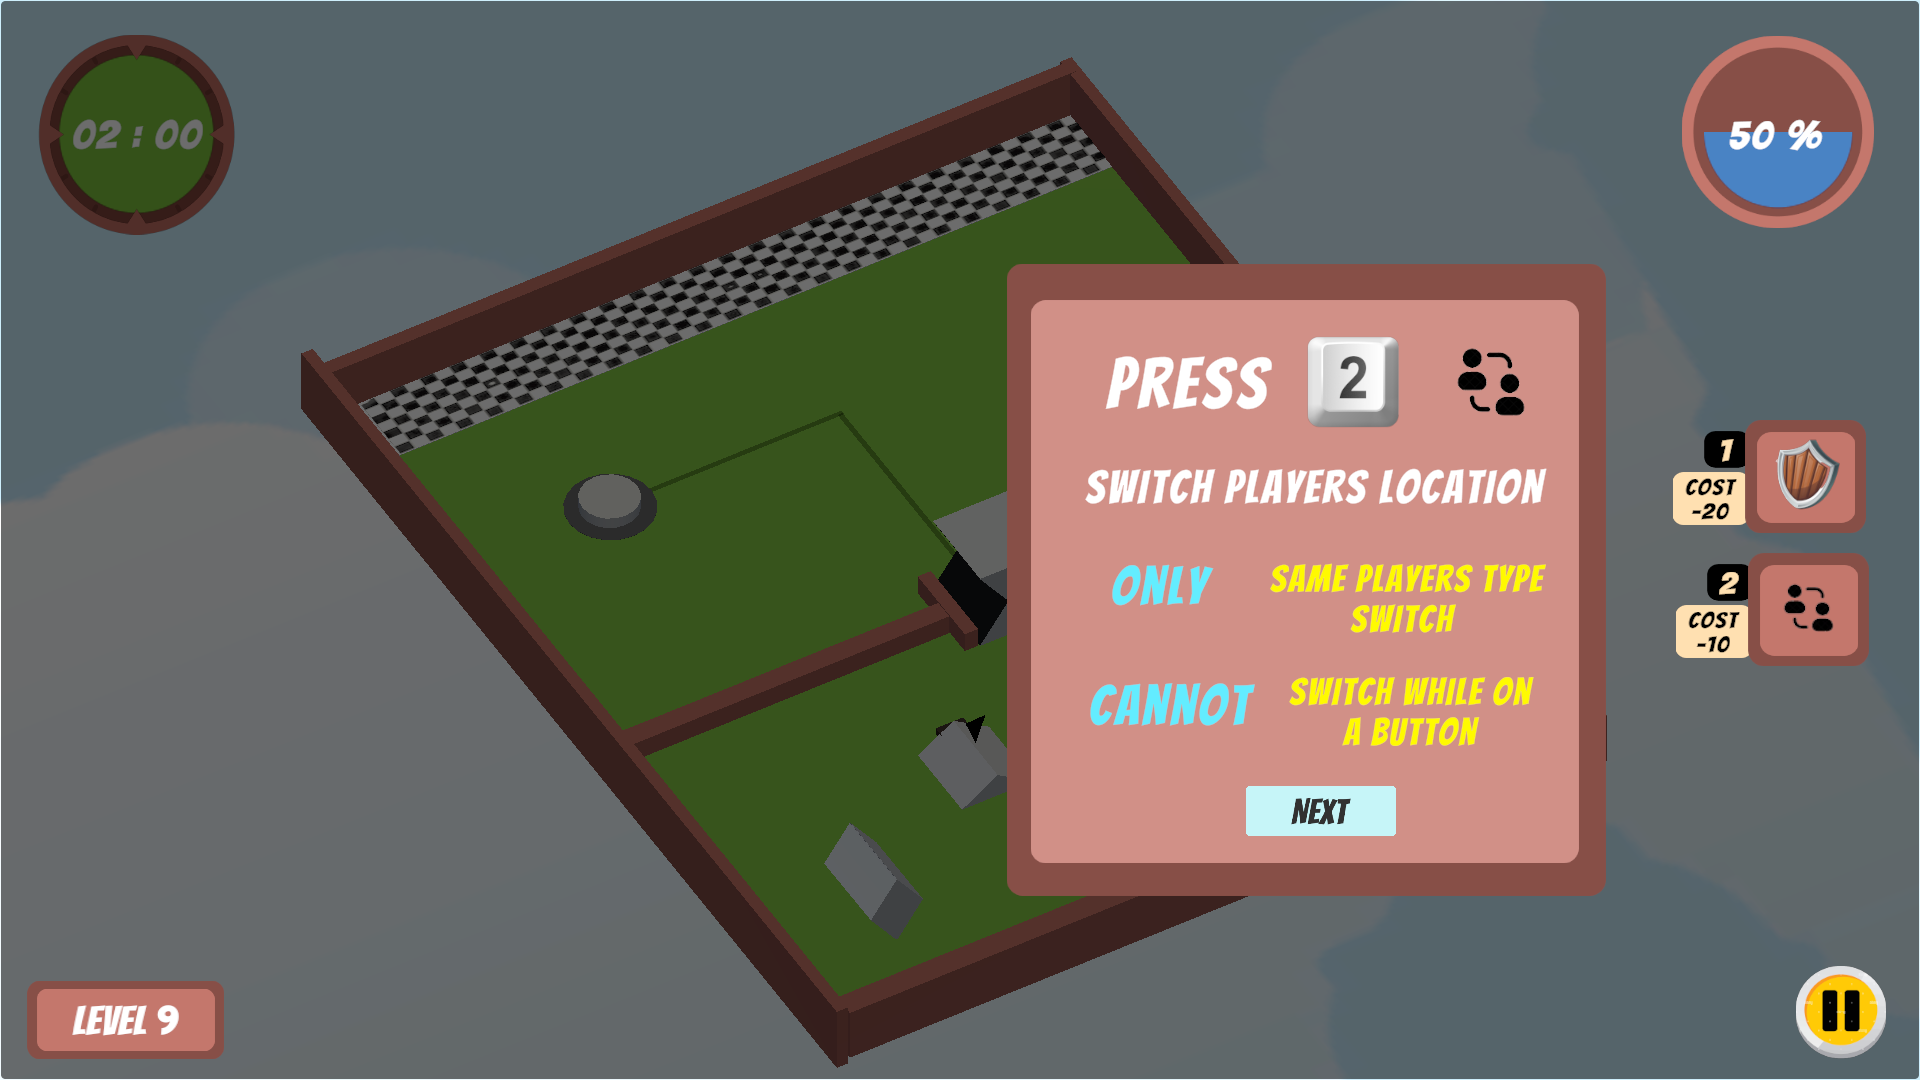 02 : 00
50 %
PRESS 2
SWITCH PLAYERS LOCATION
ONLY
SAME PLAYERS TYPE
SWITCH
CANNOT
SWITCH WHILE ON
A BUTTON
NEXT
1
COST
-20
2
COST
-10
LEVEL 9